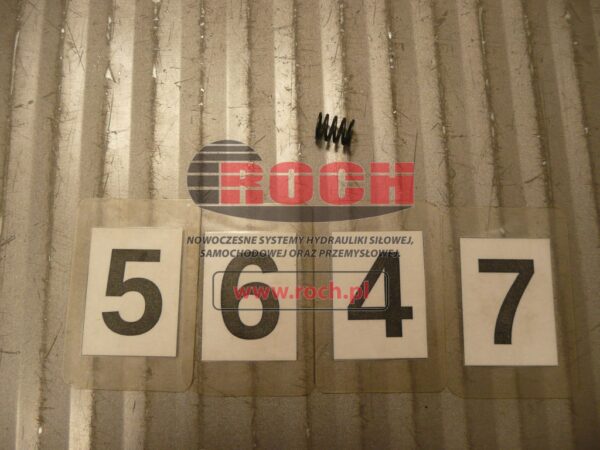 ROCH
NOWOCZESNE SYSTEMY HYDRAULIKI SIŁOWEJ,
SAMOCHODOWEJ ORAZ PRZEMYSŁOWEJ.
5 6 4 7
www.roch.pl